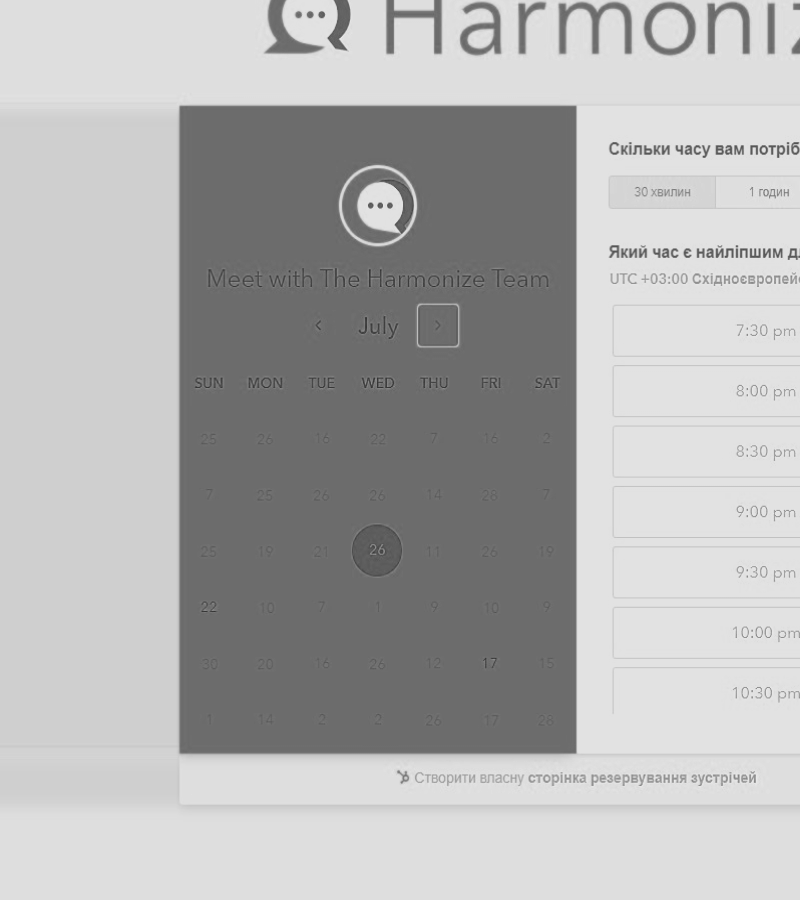 Harmoniz
Скільки часу вам потріб
30 хвилин 1 годин
Meet with The Harmonize Team
Який час є найліпшим д
UTC +03:00 Східноєвропей
July
7:30 pm
SUN MON TUE WED THU FRI SAT
8:00 pm
25 26 16 22 7 16 2
8:30 pm
7 25 26 26 14 28 7
9:00 pm
25 19 21 26 11 26 19
9:30 pm
22 10 7 1 9 10 9
10:00 pm
30 20 16 26 12 17 15
10:30 pm
1 14 2 2 26 17 28
Створити власну сторінка резервування зустрічей